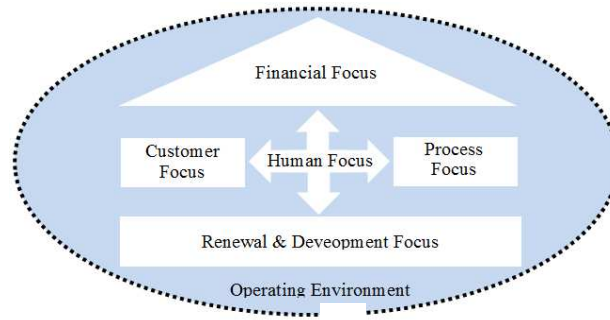 Financial Focus
Customer
Focus
Human Focus
Process
Focus
Renewal & Deveopment Focus
Operating Environment